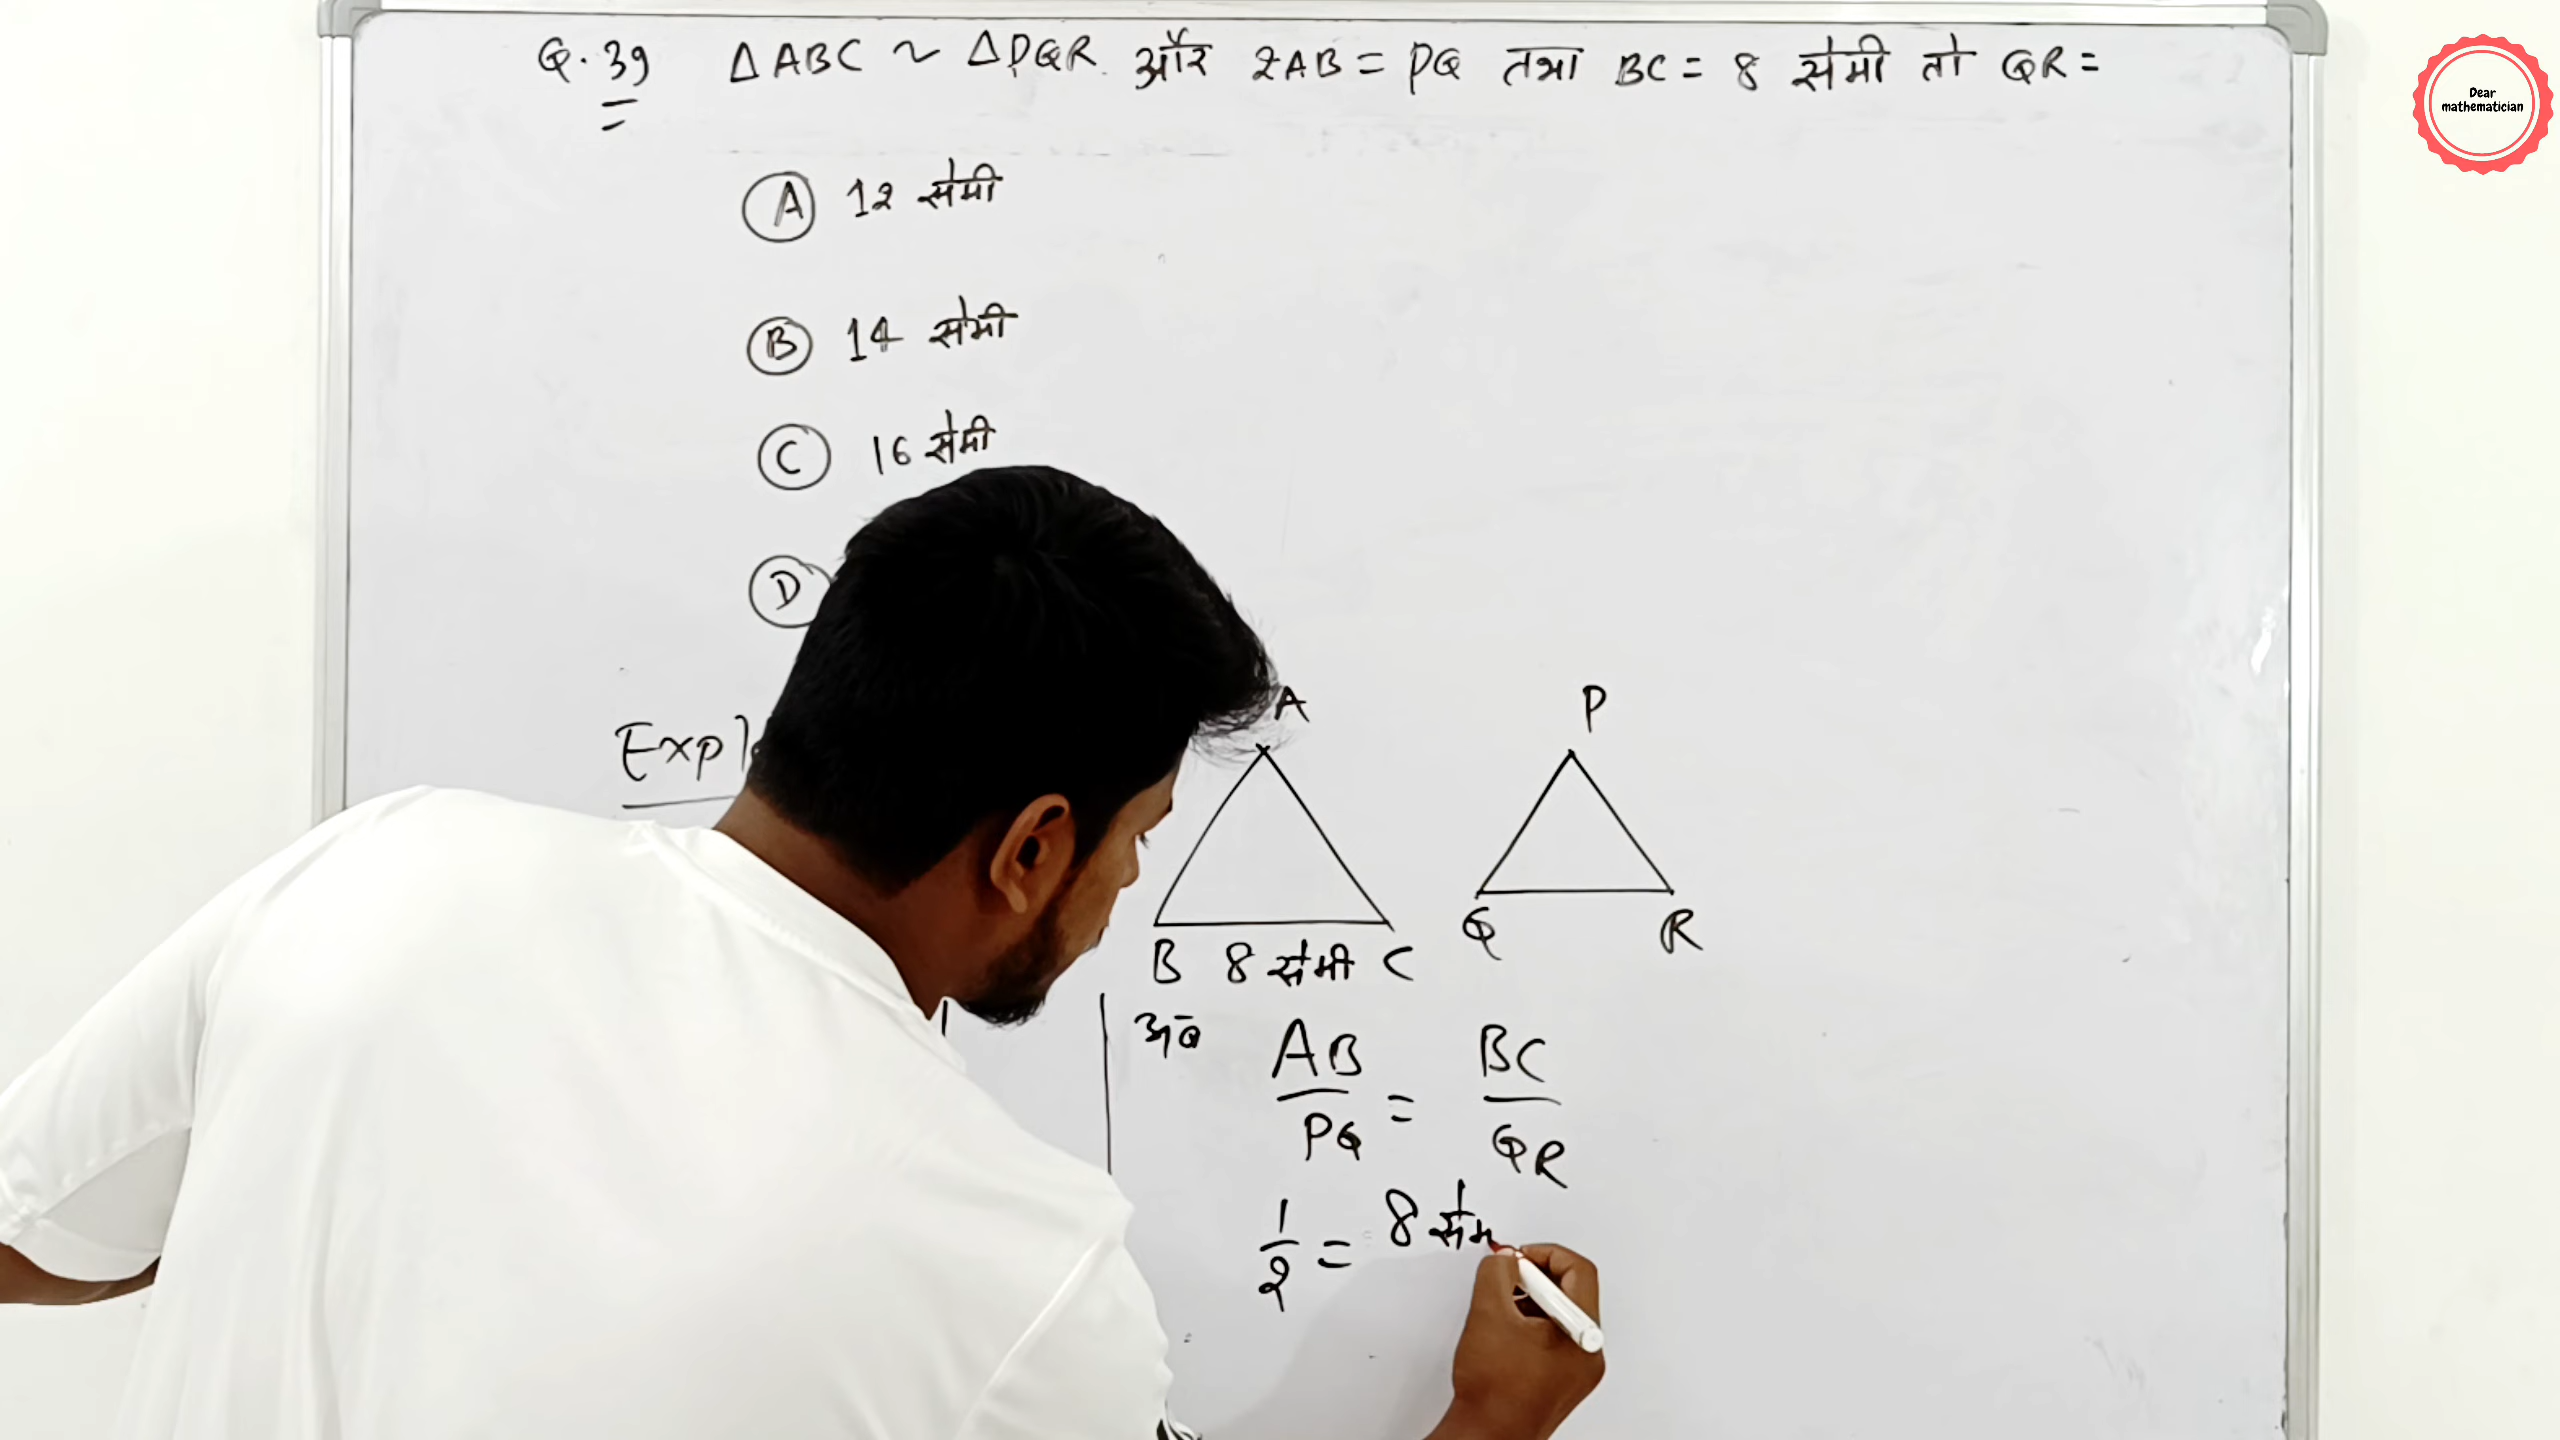 Q.39 ΔABC ~ ΔPQR और 2AB = PQ तथा BC = 8 सेमी तो QR =
Dear
mathematician
A 12 सेमी
B 14 सेमी
C 16 सेमी
D
A P
Q R
B 8 सेमी C
अब AB/PQ = BC/QR
1/2 = 8